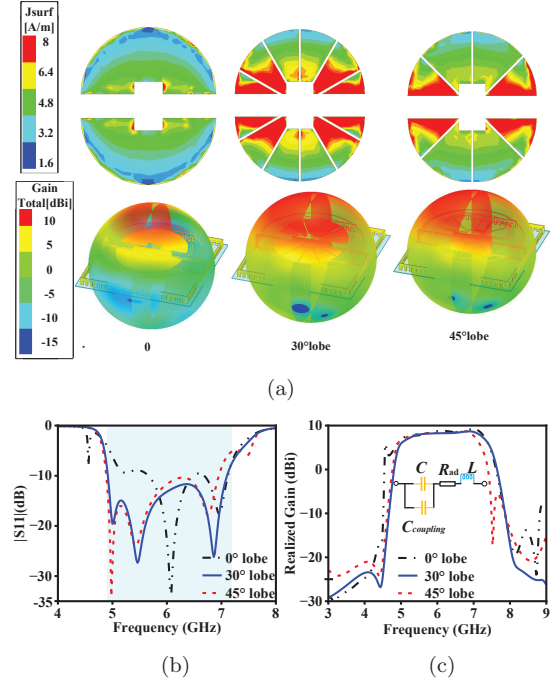 Jsurf
[A/m]
8
6.4
4.8
3.2
1.6
Gain
Total[dBi]
10
5
0
-5
-10
-15
0
30°lobe
45°lobe
(a)
|S11|(dB)
0
-10
-20
-30
-35
4
5
6
7
8
Frequency (GHz)
0° lobe
30° lobe
45° lobe
(b)
Realized Gain (dBi)
10
0
-10
-20
-30
3
4
5
6
7
8
9
Frequency (GHz)
C
Rad
L
Ccoupling
0° lobe
30° lobe
45° lobe
(c)